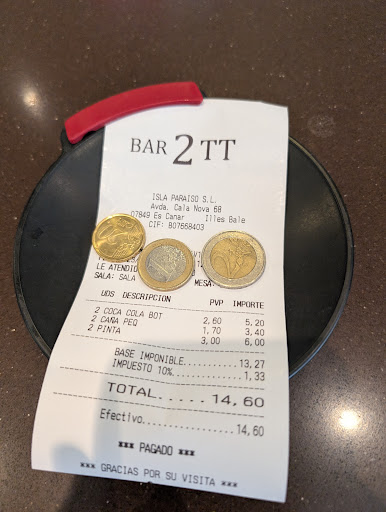 BAR 2 TT
ISLA PARAISO S.L.
Avda. Cala Nova 68
07849 Es Canar Illes Bale
CIF: B07668403
LE ATENDIO
SALA: SALA MESA:
UDS DESCRIPCION PVP IMPORTE
2 COCA COLA BOT 2,60 5,20
2 CAÑA PEQ 1,70 3,40
2 PINTA 3,00 6,00
BASE IMPONIBLE................13,27
IMPUESTO 10%.................. 1,33
TOTAL..... 14,60
Efectivo.....................14,60
*** PAGADO ***
*** GRACIAS POR SU VISITA ***